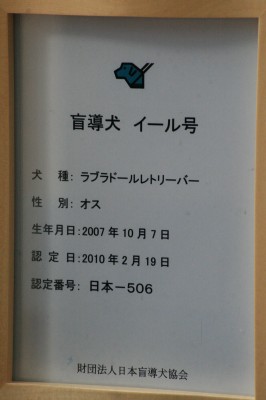 盲導犬 イール号
犬 種: ラブラドールレトリーバー
性 別: オス
生年月日:2007年10月7日
認 定 日:2010年2月19日
認定番号: 日本－506
財団法人日本盲導犬協会